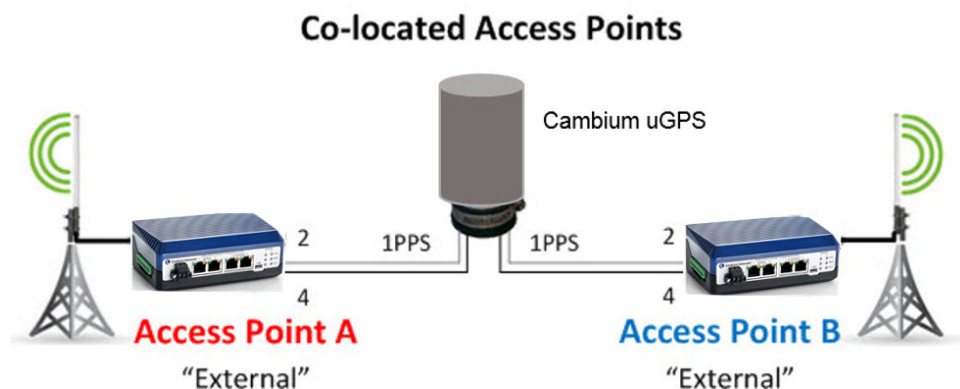 Co-located Access Points
Cambium uGPS
2
1PPS
1PPS
2
4
4
Access Point A
Access Point B
“External”
“External”